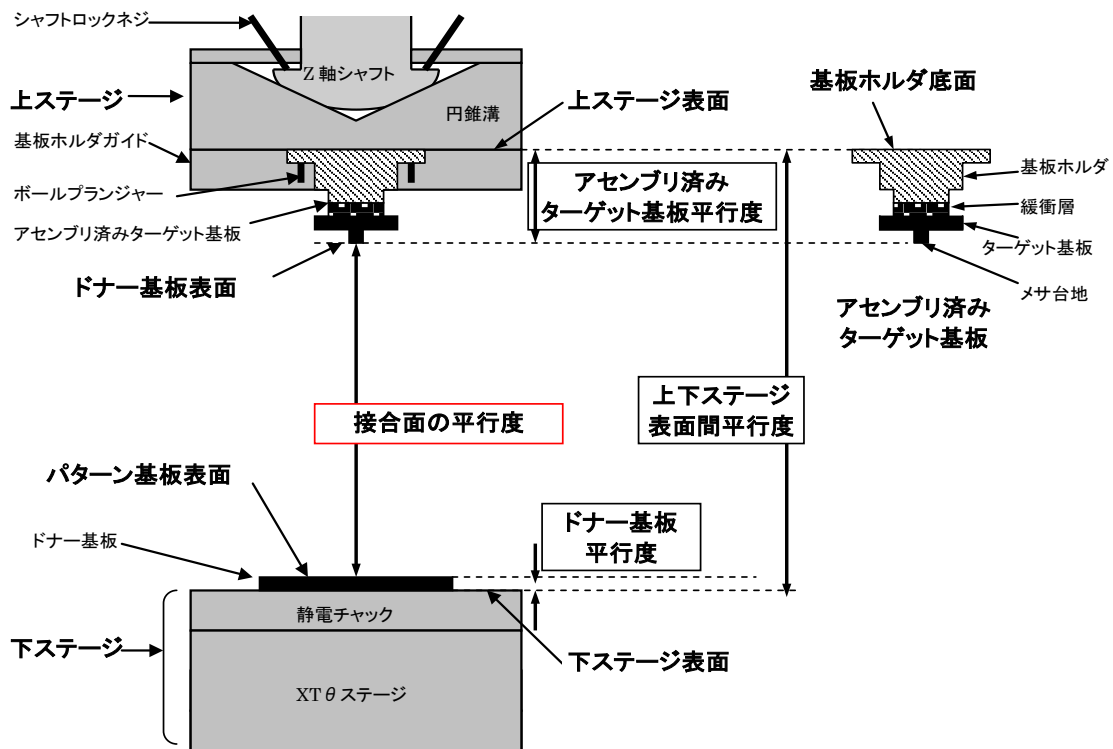 シャフトロックネジ
Z 軸シャフト
上ステージ
円錐溝
上ステージ表面
基板ホルダガイド
ボールプランジャー
アセンブリ済みターゲット基板
アセンブリ済み
ターゲット基板平行度
ドナー基板表面
基板ホルダ底面
基板ホルダ
緩衝層
ターゲット基板
メサ台地
アセンブリ済み
ターゲット基板
上下ステージ
表面間平行度
接合面の平行度
パターン基板表面
ドナー基板
ドナー基板
平行度
静電チャック
下ステージ
下ステージ表面
XTθステージ